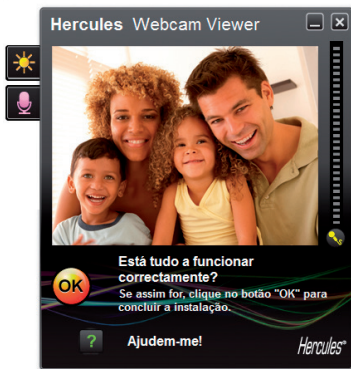 Hercules Webcam Viewer
Está tudo a funcionar
correctamente?
OK
Se assim for, clique no botão "OK" para
concluir a instalação.
?
Ajudem-me!
Hercules®